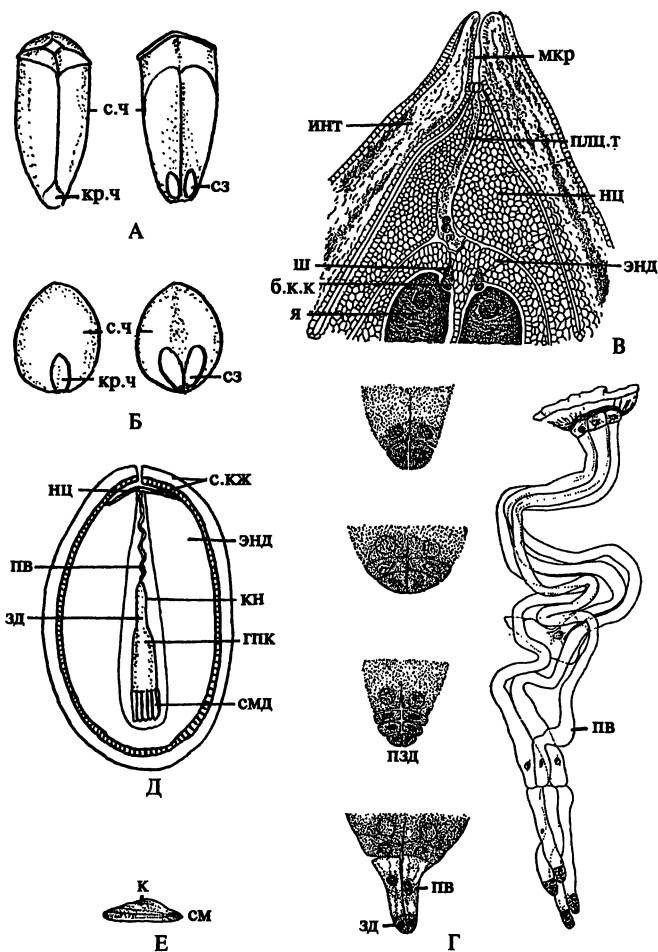 с.ч
кр.ч
сз
А
с.ч
кр.ч
сз
Б
мкр
инт
плц.т
нц
ш
энд
б.к.к
я
В
нц
с.кж
энд
пв
кн
зд
гпк
смд
Д
пзд
пв
пв
зд
Г
к
см
Е